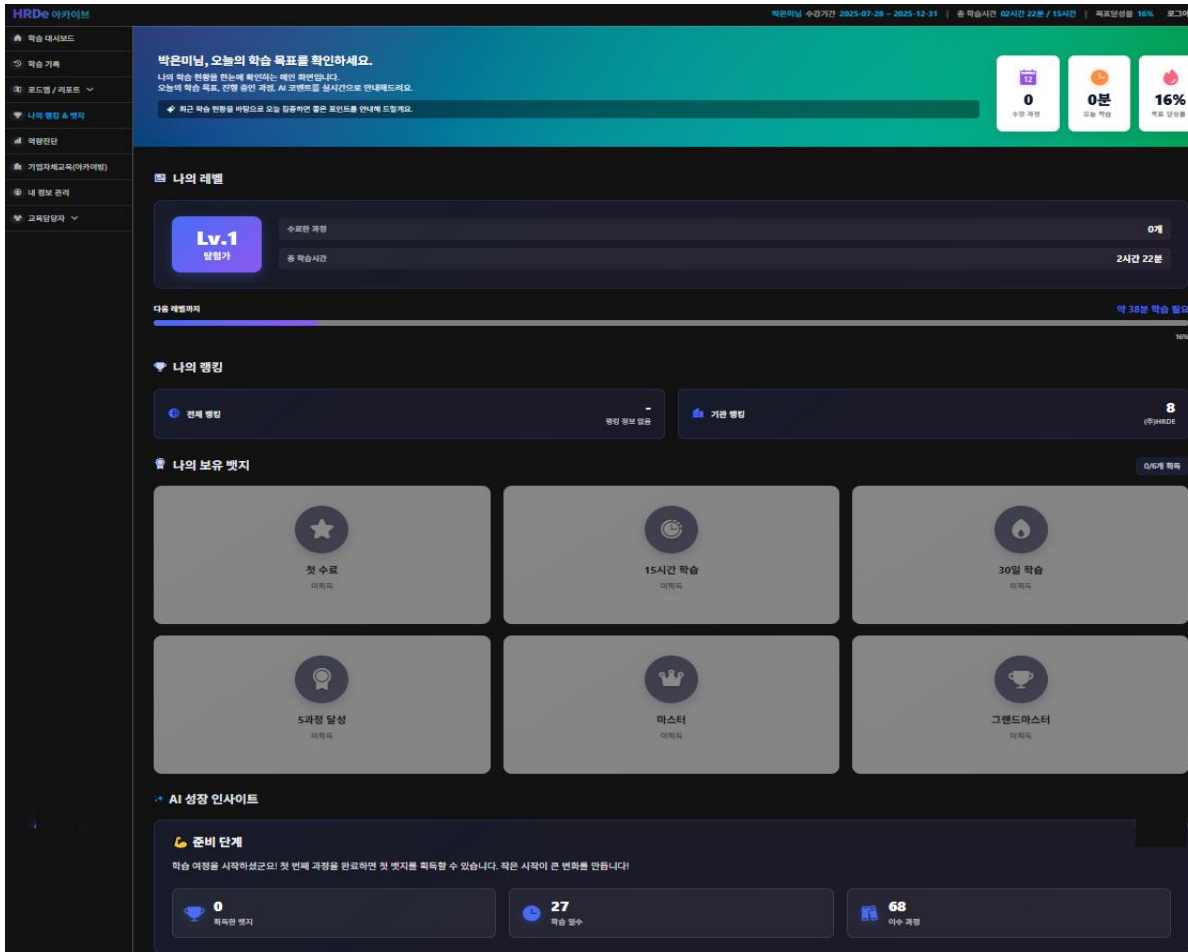 HRDe 아카이브
박은미님 수강기간 2025-07-28 ~ 2025-12-31 | 총 학습시간 02시간 22분 / 15시간 | 목표달성률 16% 로그아
학습 대시보드
학습 기록
로드맵 / 리포트
나의 랭킹 & 뱃지
역량진단
기업자체교육(아카이빙)
내 정보 관리
교육담당자
박은미님, 오늘의 학습 목표를 확인하세요.
나의 학습 현황을 한눈에 확인하는 메인 화면입니다.
오늘의 학습 목표, 진행 중인 과정, AI 코멘트를 실시간으로 안내해드려요.
최근 학습 현황을 바탕으로 오늘 집중하면 좋은 포인트를 안내해 드릴게요.
12
0
수강 과정
0분
오늘 학습
16%
목표 달성률
나의 레벨
Lv.1
탐험가
수료한 과정
0개
총 학습시간
2시간 22분
다음 레벨까지
약 38분 학습 필요
16%
나의 랭킹
전체 랭킹
-
랭킹 정보 없음
기관 랭킹
8
(주)HRDE
나의 보유 뱃지
0/6개 획득
첫 수료
미획득
15시간 학습
미획득
30일 학습
미획득
5과정 달성
미획득
마스터
미획득
그랜드마스터
미획득
AI 성장 인사이트
준비 단계
학습 여정을 시작하셨군요! 첫 번째 과정을 완료하면 첫 뱃지를 획득할 수 있습니다. 작은 시작이 큰 변화를 만듭니다!
0
획득한 뱃지
27
학습 일수
68
이수 과정